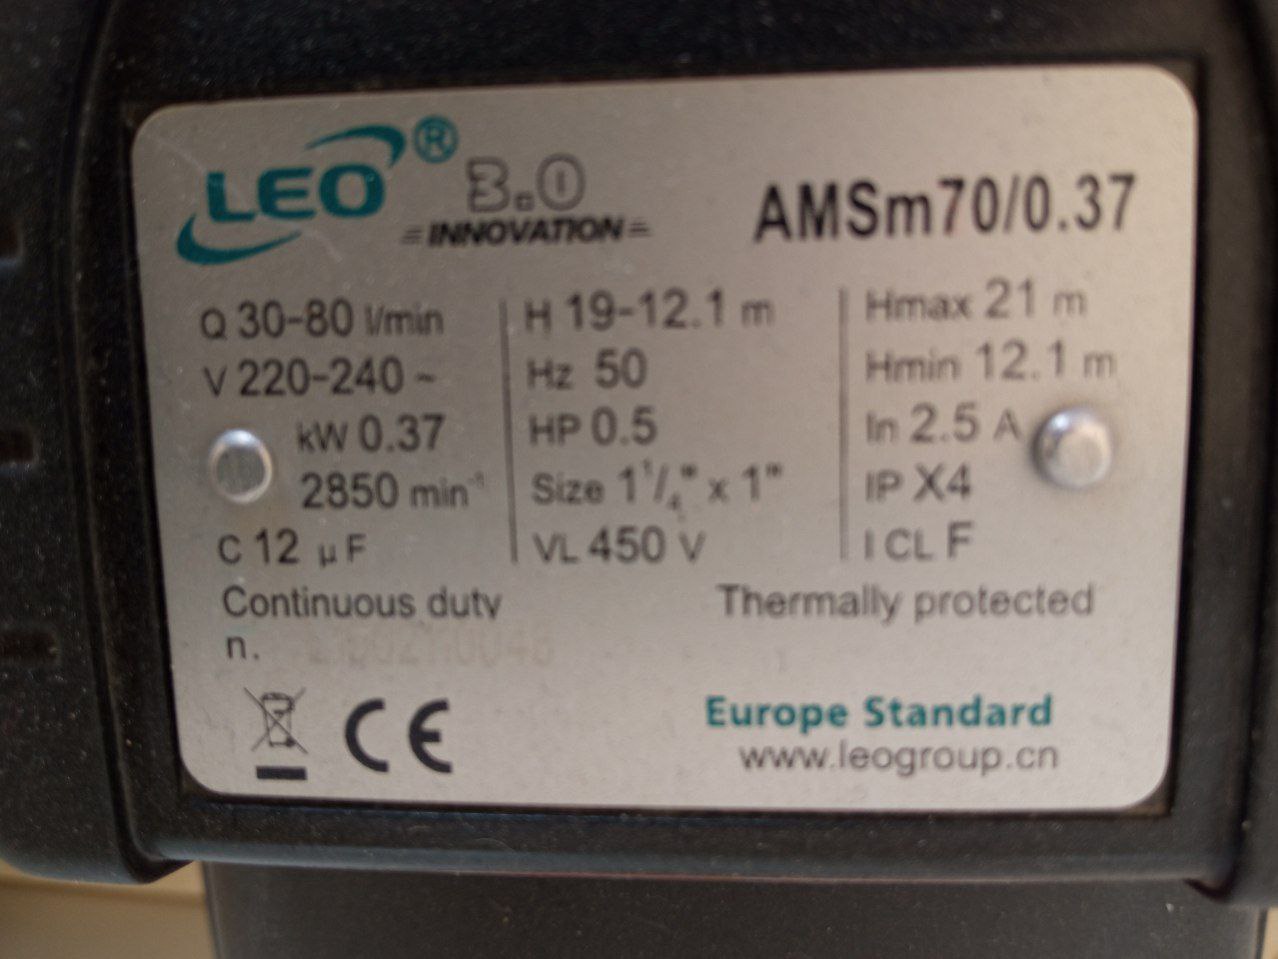 LEO® 3.0
INNOVATION
AMSm70/0.37
Q 30-80 l/min
V 220-240 ~
kW 0.37
2850 min⁻¹
C 12 µF
H 19-12.1 m
Hz 50
HP 0.5
Size 1 1/4" x 1"
VL 450 V
Hmax 21 m
Hmin 12.1 m
In 2.5 A
IP X4
I CL F
Continuous duty
Thermally protected
n.
CE
Europe Standard
www.leogroup.cn